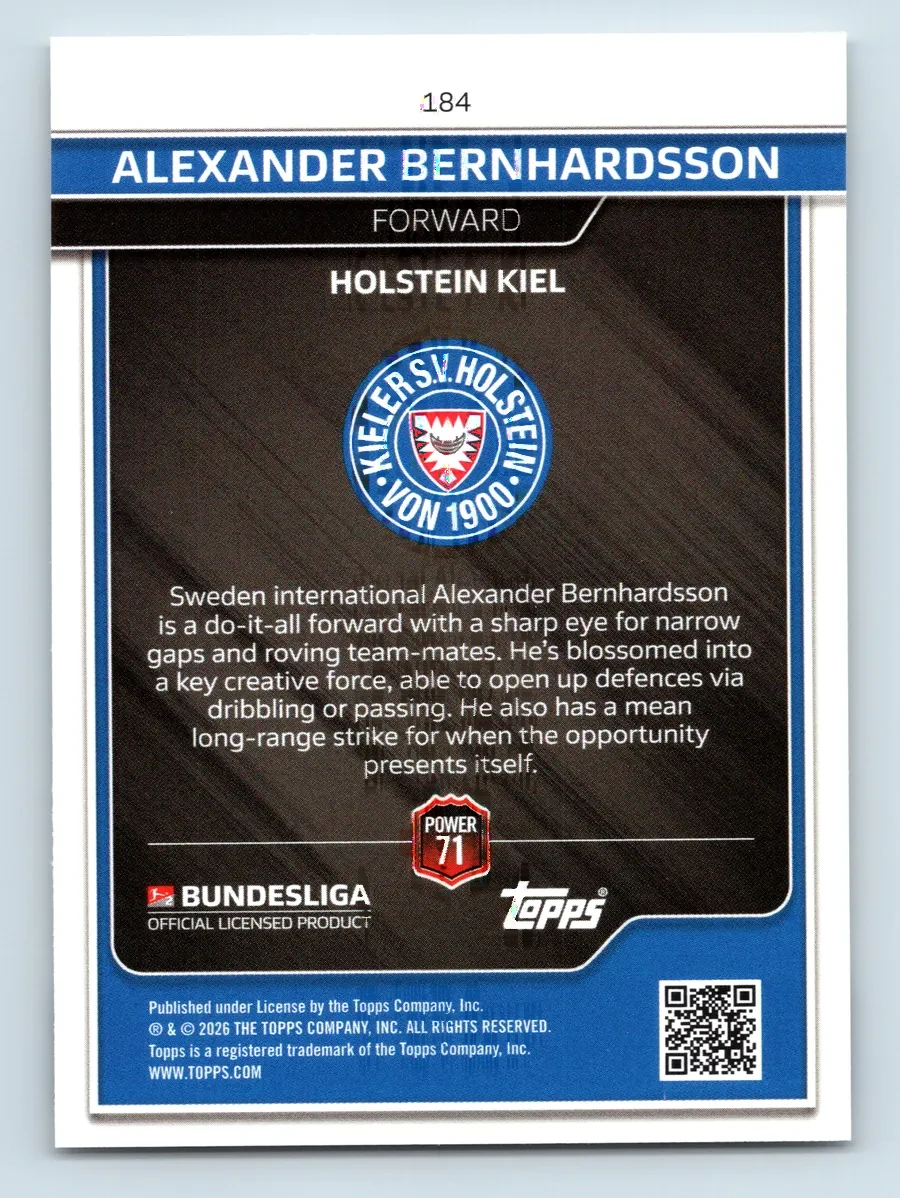 184
ALEXANDER BERNHARDSSON
FORWARD
HOLSTEIN KIEL
KIELER S.V. HOLSTEIN
• VON 1900 •
Sweden international Alexander Bernhardsson
is a do-it-all forward with a sharp eye for narrow
gaps and roving team-mates. He's blossomed into
a key creative force, able to open up defences via
dribbling or passing. He also has a mean
long-range strike for when the opportunity
presents itself.
POWER
71
2 BUNDESLIGA
OFFICIAL LICENSED PRODUCT
topps®
Published under License by the Topps Company, Inc.
® & © 2026 THE TOPPS COMPANY, INC. ALL RIGHTS RESERVED.
Topps is a registered trademark of the Topps Company, Inc.
WWW.TOPPS.COM